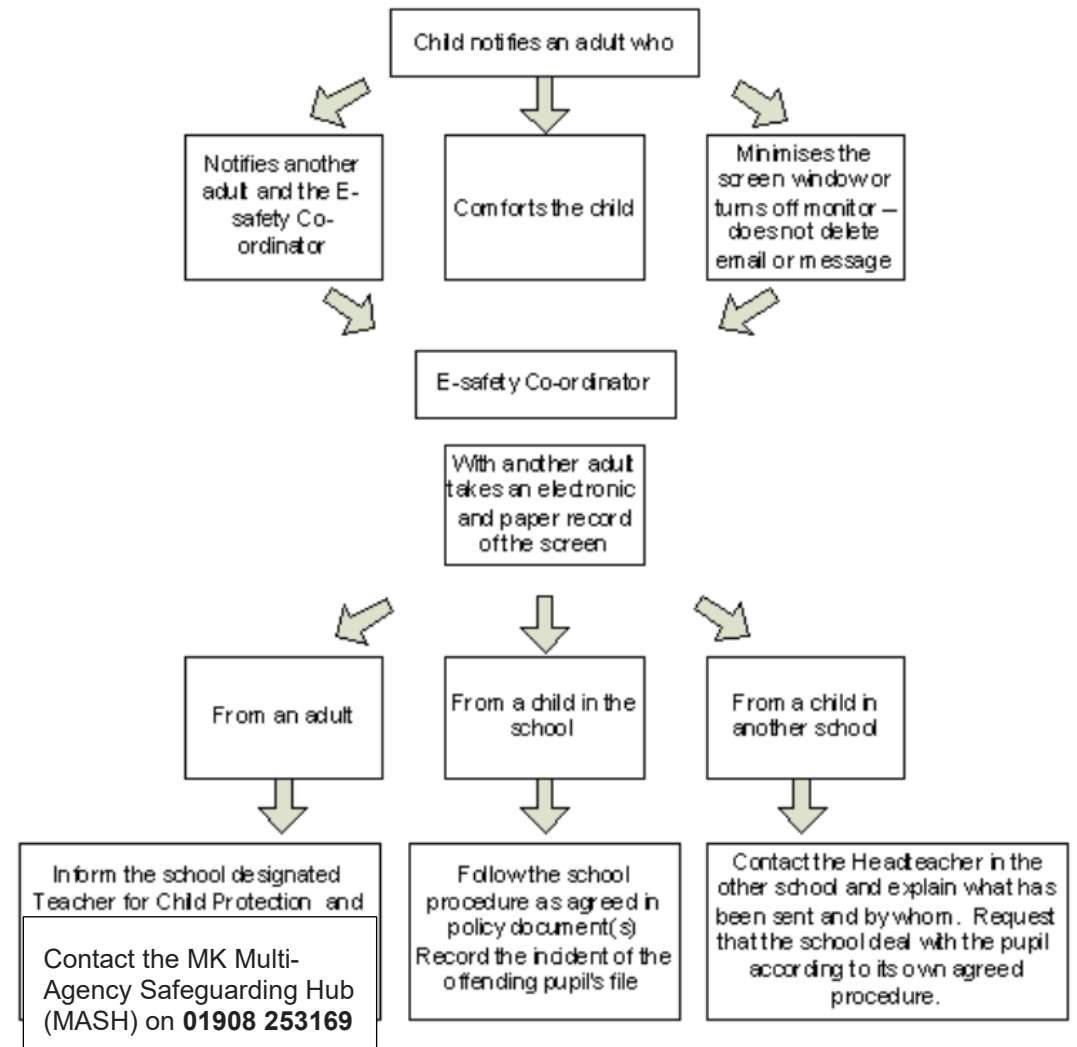 Child notifies an adult who
Notifies another
adult and the E-
safety Co-
ordinator
Comforts the child
Minimises the
screen window or
turns off monitor –
does not delete
email or message
E-safety Co-ordinator
With another adult
takes an electronic
and paper record
of the screen
From an adult
From a child in the
school
From a child in
another school
Inform the school designated
Teacher for Child Protection and
Contact the MK Multi-
Agency Safeguarding Hub
(MASH) on 01908 253169
Follow the school
procedure as agreed in
policy document(s)
Record the incident of the
offending pupil's file
Contact the Headteacher in the
other school and explain what has
been sent and by whom. Request
that the school deal with the pupil
according to its own agreed
procedure.